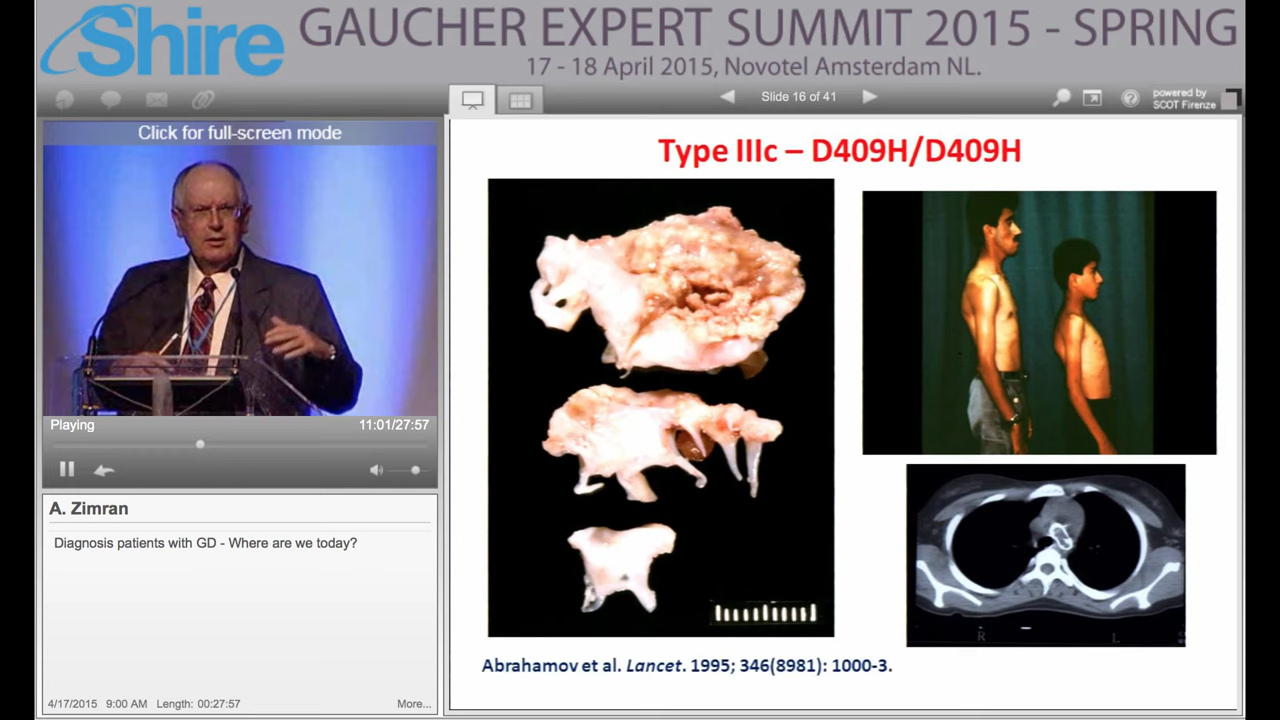 Shire
GAUCHER EXPERT SUMMIT 2015 - SPRING
17 - 18 April 2015, Novotel Amsterdam NL.
Slide 16 of 41
powered by
SCOT Firenze
Click for full-screen mode
Playing
11:01/27:57
A. Zimran
Diagnosis patients with GD - Where are we today?
4/17/2015 9:00 AM Length: 00:27:57
More...
Type IIIc – D409H/D409H
R
L
Abrahamov et al. Lancet. 1995; 346(8981): 1000-3.